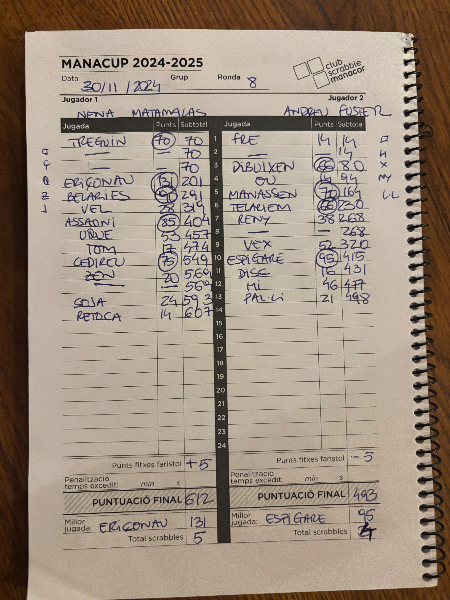 MANACUP 2024-2025
club scrabble manacor
Data 30/11/2024 Grup Ronda 8
Jugador 1 Jugador 2
NENA MATAMALAS ANDREU FUSTER
Jugada Punts Subtotal Jugada Punts Subtotal
TREGUIN 70 70 1 FRE 14 14
— 70 2 — 14
— 70 3 DIBUIXEN 66 80
ERIGONAU 131 201 4 OU 14 94
BELARIES 90 291 5 MANASSEN 70 164
VEL 28 319 6 TELAREM 66 230
ASSAONI 85 404 7 RENY 38 268
UNUE 53 457 8 — 268
TOM 17 474 9 VEX 52 320
CEDIREU 75 549 10 ESPIGARE 95 415
ZEN 20 569 11 DISC 16 431
— 569 12 MI 46 477
SOJA 24 593 13 PAL·LI 21 498
RETOCA 14 607 14
15
16
17
18
19
20
21
22
23
24
Punts fitxes faristol +5 Punts fitxes faristol -5
Penalització temps excedit: min s Penalització temps excedit: min s
PUNTUACIÓ FINAL 612 PUNTUACIÓ FINAL 493
Millor jugada: ERIGONAU 131 Millor jugada: ESPIGARE 95
Total scrabbles 5 Total scrabbles 4